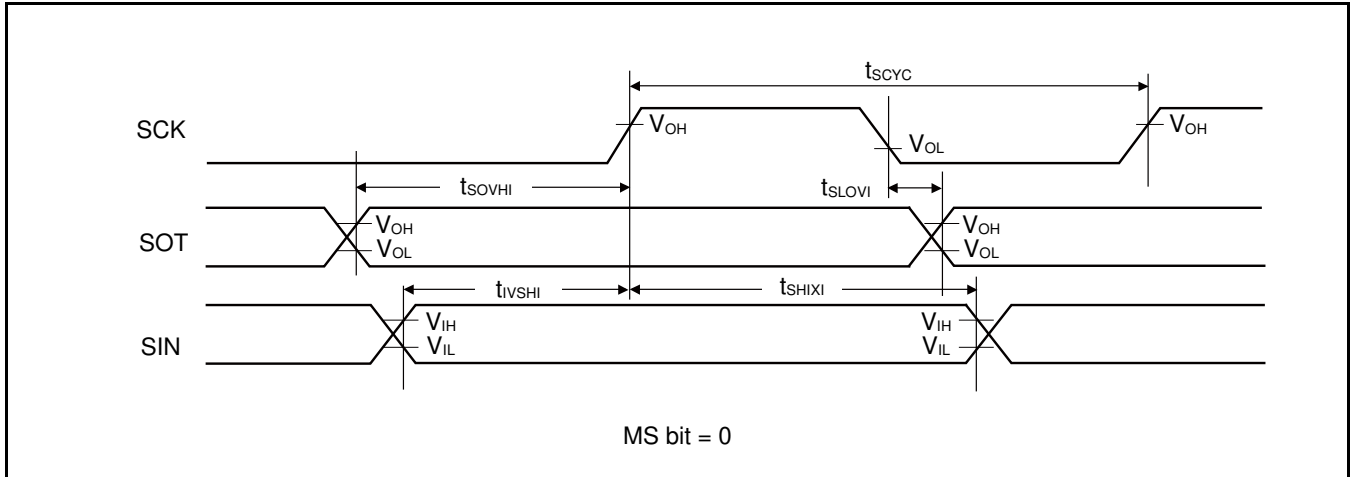 tSCYC
SCK
VOH
VOL
VOH
tSOVHI
tSLOVI
SOT
VOH
VOL
VOH
VOL
tIVSHI
tSHIXI
SIN
VIH
VIL
VIH
VIL
MS bit = 0